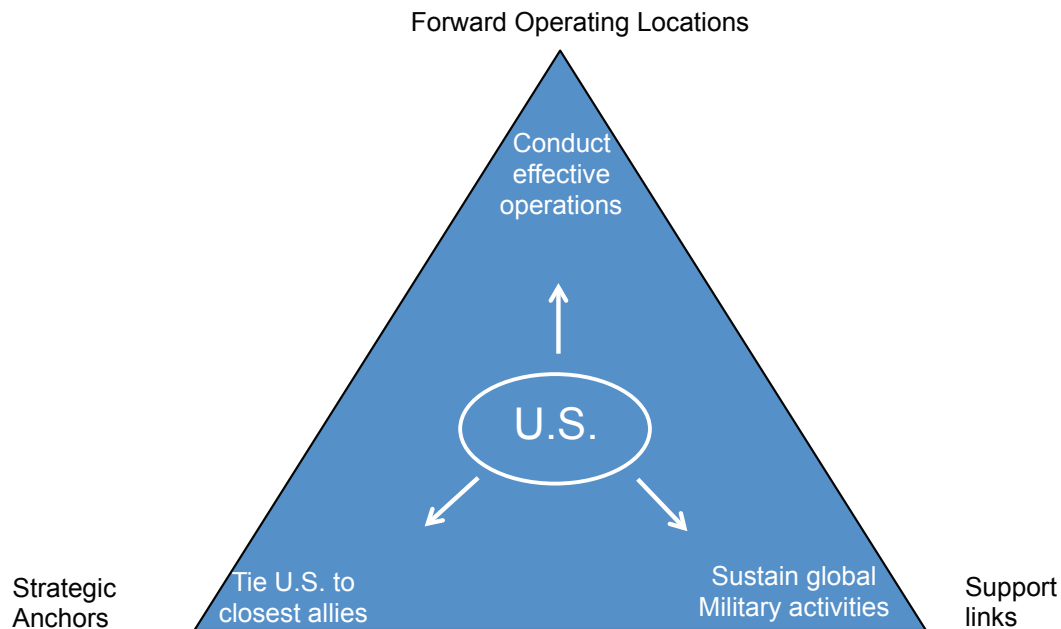 Forward Operating Locations
Conduct
effective
operations
U.S.
Strategic
Anchors
Tie U.S. to
closest allies
Sustain global
Military activities
Support
links